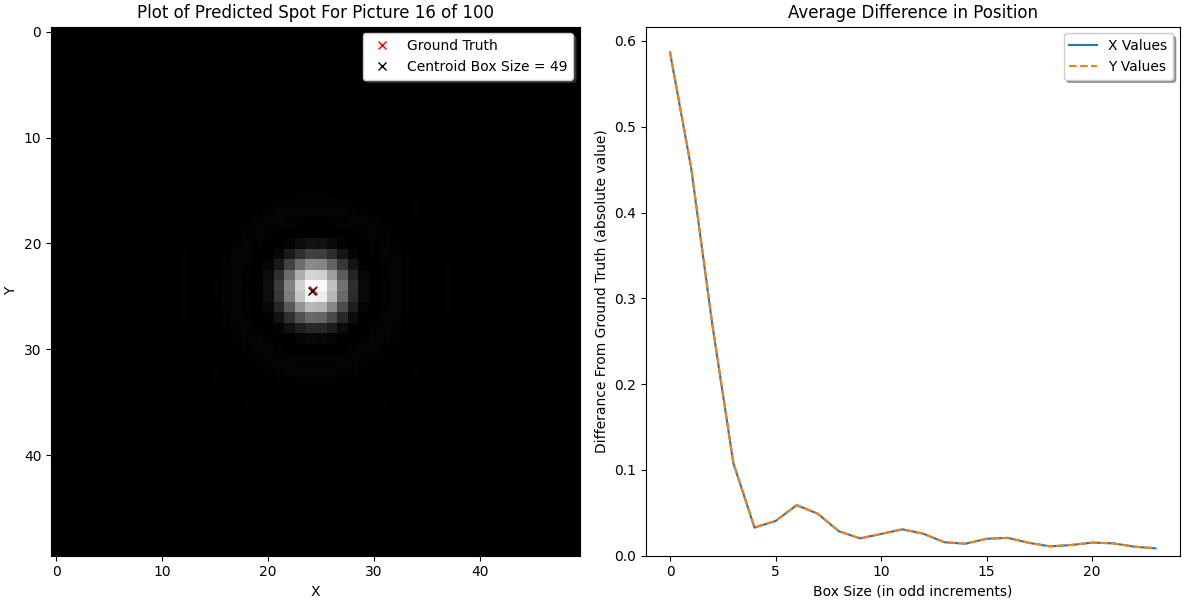 Plot of Predicted Spot For Picture 16 of 100
Ground Truth
Centroid Box Size = 49
0
10
20
30
40
Y
0
10
20
30
40
X
Average Difference in Position
X Values
Y Values
0.6
0.5
0.4
0.3
0.2
0.1
0.0
Differance From Ground Truth (absolute value)
0
5
10
15
20
Box Size (in odd increments)